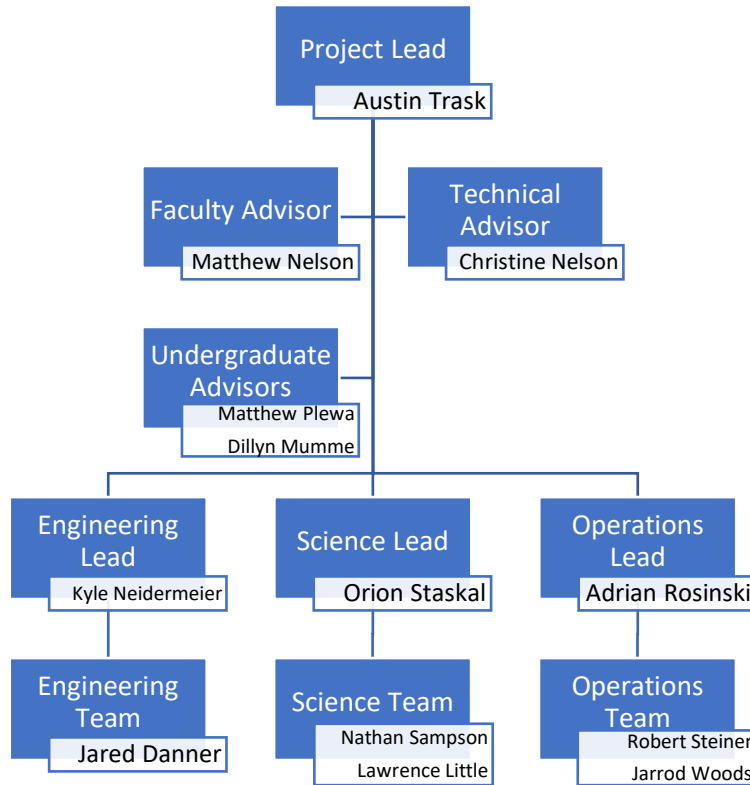 Project Lead
Austin Trask
Faculty Advisor
Matthew Nelson
Technical
Advisor
Christine Nelson
Undergraduate
Advisors
Matthew Plewa
Dillyn Mumme
Engineering
Lead
Kyle Neidermeier
Science Lead
Orion Staskal
Operations
Lead
Adrian Rosinski
Engineering
Team
Jared Danner
Science Team
Nathan Sampson
Lawrence Little
Operations
Team
Robert Steiner
Jarrod Woods